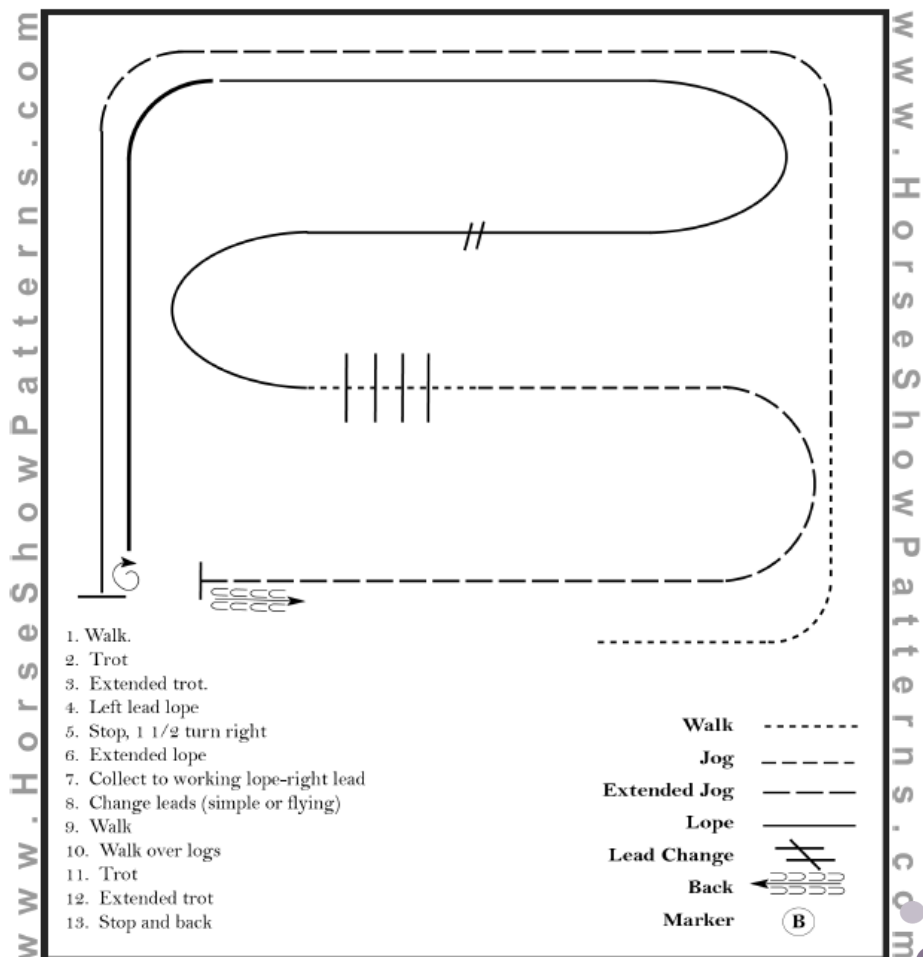 www.HorseShowPatterns.com
www.HorseShowPatterns.com
1. Walk.
2. Trot
3. Extended trot.
4. Left lead lope
5. Stop, 1 1/2 turn right
6. Extended lope
7. Collect to working lope-right lead
8. Change leads (simple or flying)
9. Walk
10. Walk over logs
11. Trot
12. Extended trot
13. Stop and back
Walk
Jog
Extended Jog
Lope
Lead Change
Back
Marker B